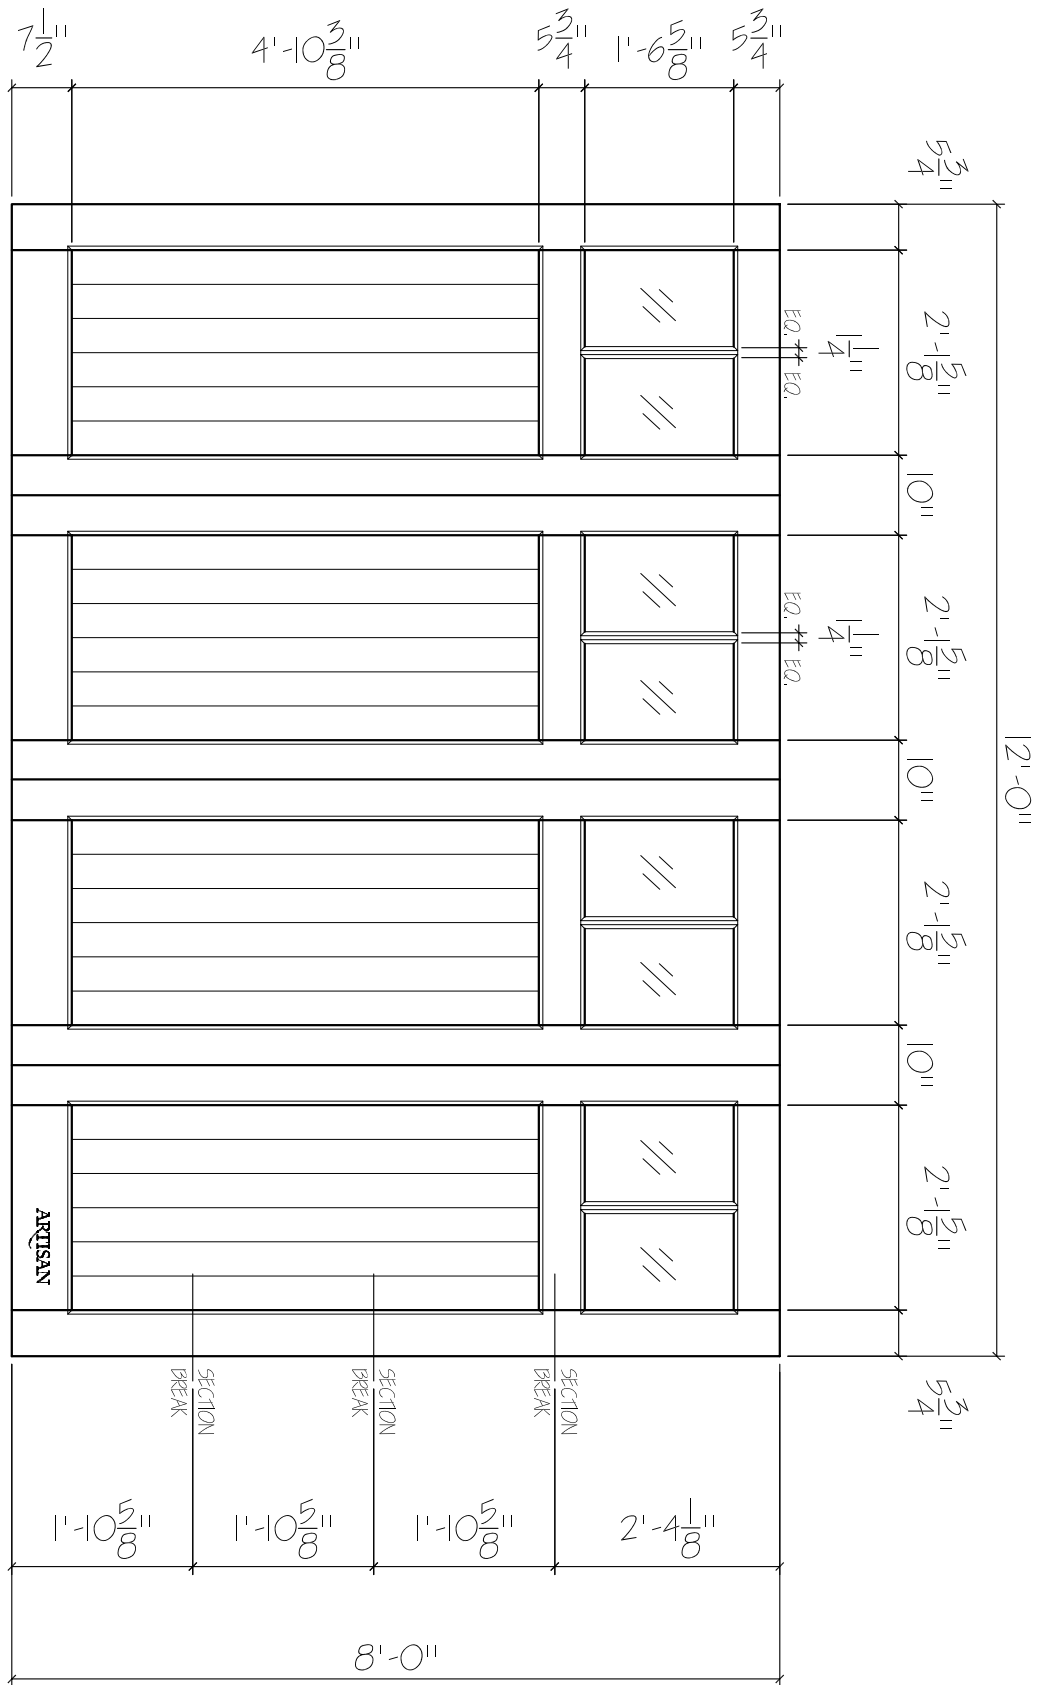 7 1/2"
4'-10 3/8"
5 3/4"
1'-6 5/8"
5 3/4"
5 3/4"
2'-1 5/8"
10"
2'-1 5/8"
10"
2'-1 5/8"
10"
2'-1 5/8"
5 3/4"
12'-0"
EQ.
EQ.
1 1/4"
EQ.
EQ.
1 1/4"
ARTISAN
SECTION
BREAK
SECTION
BREAK
SECTION
BREAK
1'-10 5/8"
1'-10 5/8"
1'-10 5/8"
2'-4 1/8"
8'-0"